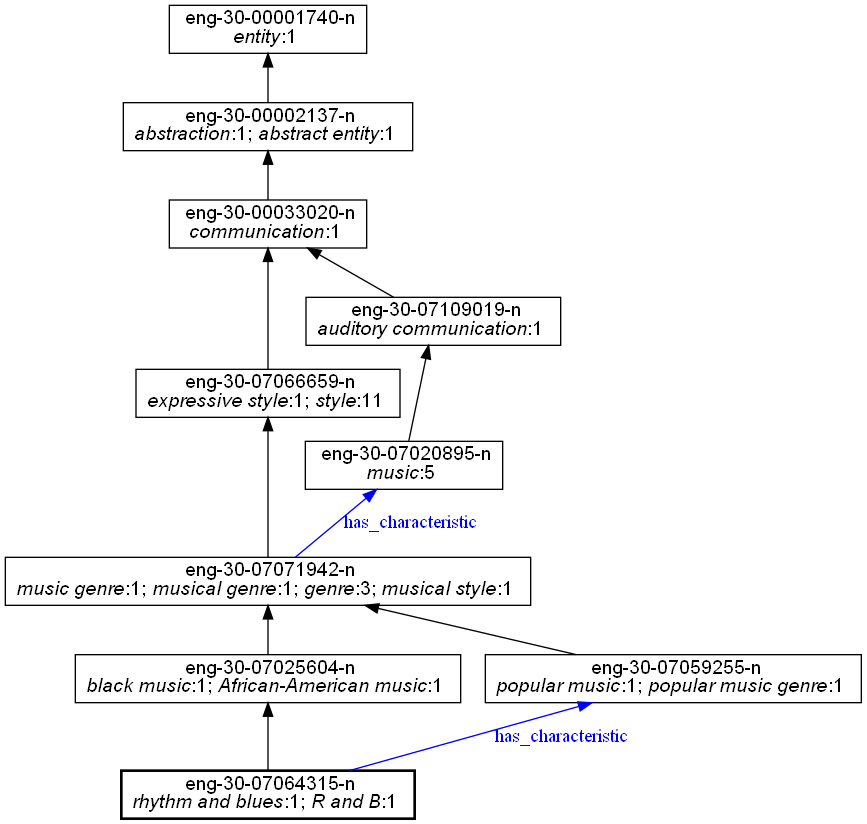 eng-30-00001740-n
entity:1
eng-30-00002137-n
abstraction:1; abstract entity:1
eng-30-00033020-n
communication:1
eng-30-07109019-n
auditory communication:1
eng-30-07066659-n
expressive style:1; style:11
eng-30-07020895-n
music:5
has_characteristic
eng-30-07071942-n
music genre:1; musical genre:1; genre:3; musical style:1
eng-30-07025604-n
black music:1; African-American music:1
eng-30-07059255-n
popular music:1; popular music genre:1
has_characteristic
eng-30-07064315-n
rhythm and blues:1; R and B:1